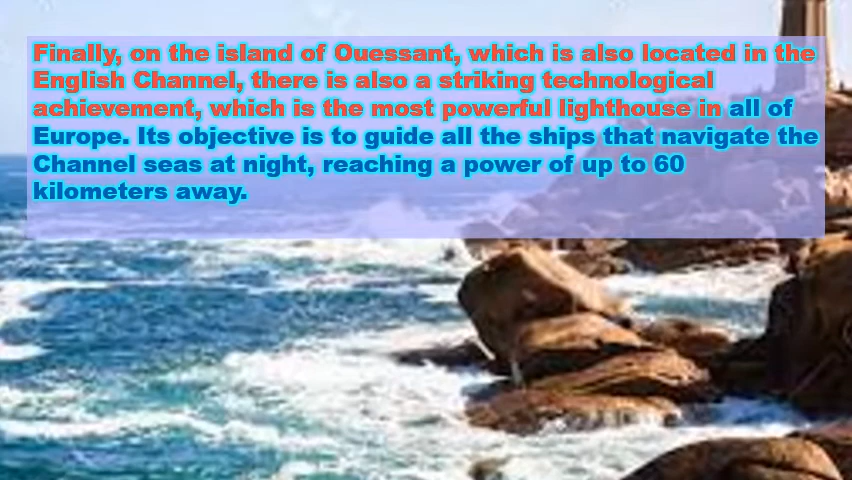 Finally, on the island of Ouessant, which is also located in the
English Channel, there is also a striking technological
achievement, which is the most powerful lighthouse in all of
Europe. Its objective is to guide all the ships that navigate the
Channel seas at night, reaching a power of up to 60
kilometers away.